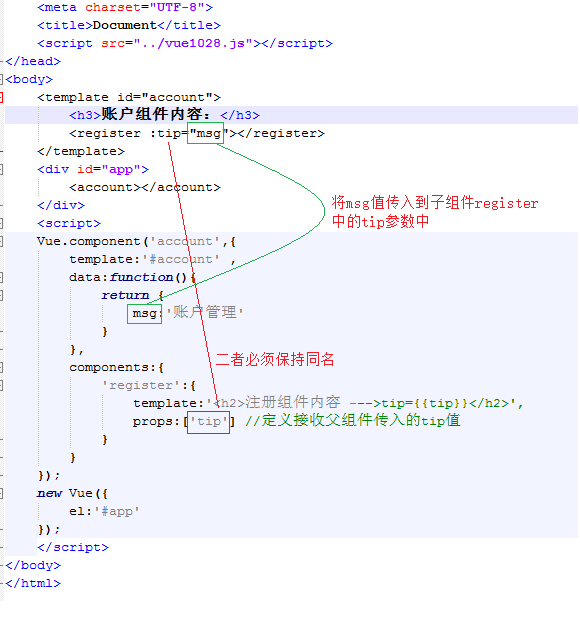 <meta charset="UTF-8">
<title>Document</title>
<script src="../vue1028.js"></script>
</head>
<body>
<template id="account">
<h3>账户组件内容：</h3>
<register :tip="msg"></register>
</template>
<div id="app">
<account></account>
</div>
将msg值传入到子组件register
中的tip参数中
<script>
Vue.component('account',{
template:'#account' ,
data:function(){
return {
msg:'账户管理'
}
},
二者必须保持同名
components:{
'register':{
template:'<h2>注册组件内容 --->tip={{tip}}</h2>',
props:['tip'] //定义接收父组件传入的tip值
}
}
});
new Vue({
el:'#app'
});
</script>
</body>
</html>